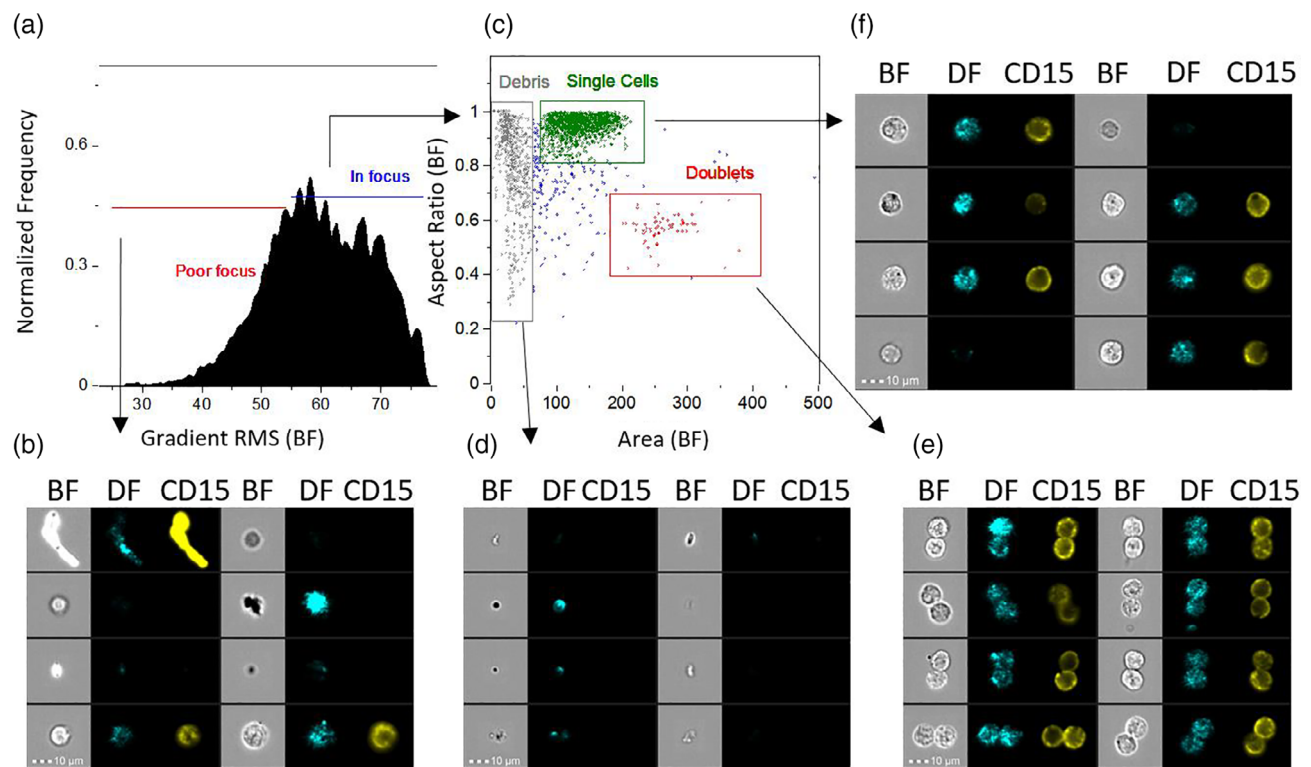 (a)
Normalized Frequency
0.6
0.3
0
30 40 50 60 70
Gradient RMS (BF)
In focus
Poor focus
(c)
Aspect Ratio (BF)
1
0.8
0.6
0.4
0.2
0
0 100 200 300 400 500
Area (BF)
Debris
Single Cells
Doublets
(f)
BF DF CD15 BF DF CD15
10 µm
(b)
BF DF CD15 BF DF CD15
10 µm
(d)
BF DF CD15 BF DF CD15
10 µm
(e)
BF DF CD15 BF DF CD15
10 µm